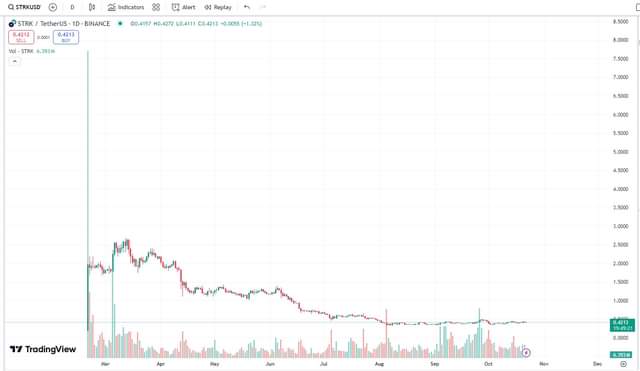 STRKUSDT
D
Indicators
Alert
Replay
STRK / TetherUS · 1D · BINANCE
O0.4157 H0.4272 L0.4111 C0.4213 +0.0055 (+1.32%)
0.4212
SELL
0.0001
0.4213
BUY
Vol · STRK 6.393M
8.5000
8.0000
7.5000
7.0000
6.5000
6.0000
5.5000
5.0000
4.5000
4.0000
3.5000
3.0000
2.5000
2.0000
1.5000
1.0000
0.4213
0.0000
6.393M
TradingView
Mar
Apr
May
Jun
Jul
Aug
Sep
Oct
Nov
Dec